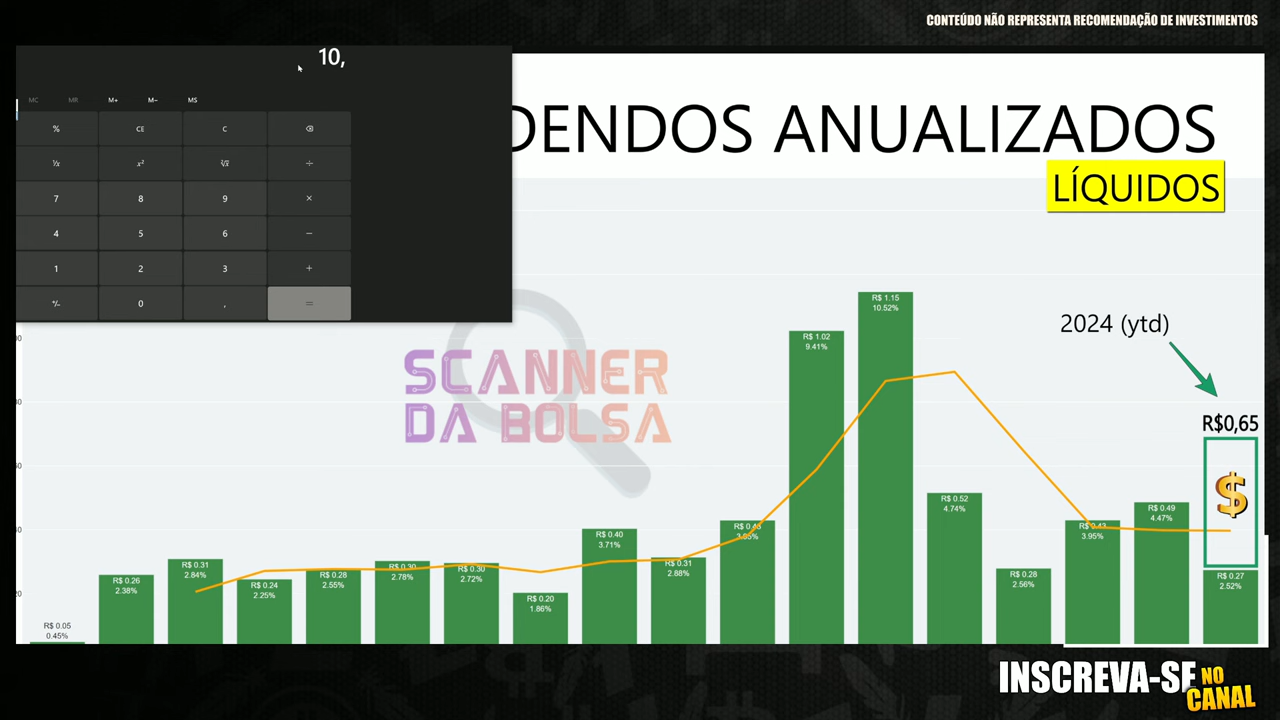 CONTEÚDO NÃO REPRESENTA RECOMENDAÇÃO DE INVESTIMENTOS
10,
MC MR M+ M− MS
% CE C
¹/x x² ²√x ÷
7 8 9 ×
4 5 6 −
1 2 3 +
+/− 0 , =
DENDOS ANUALIZADOS
LÍQUIDOS
2024 (ytd)
R$0,65
$
SCANNER
DA BOLSA
R$ 0.05
0.45%
R$ 0.26
2.38%
R$ 0.31
2.84%
R$ 0.24
2.25%
R$ 0.28
2.55%
R$ 0.30
2.78%
R$ 0.30
2.72%
R$ 0.20
1.86%
R$ 0.40
3.71%
R$ 0.31
2.88%
R$ 1.02
9.41%
R$ 1.15
10.52%
R$ 0.52
4.74%
R$ 0.28
2.56%
R$ 0.43
3.95%
R$ 0.49
4.47%
R$ 0.27
2.52%
INSCREVA-SE
NO
CANAL